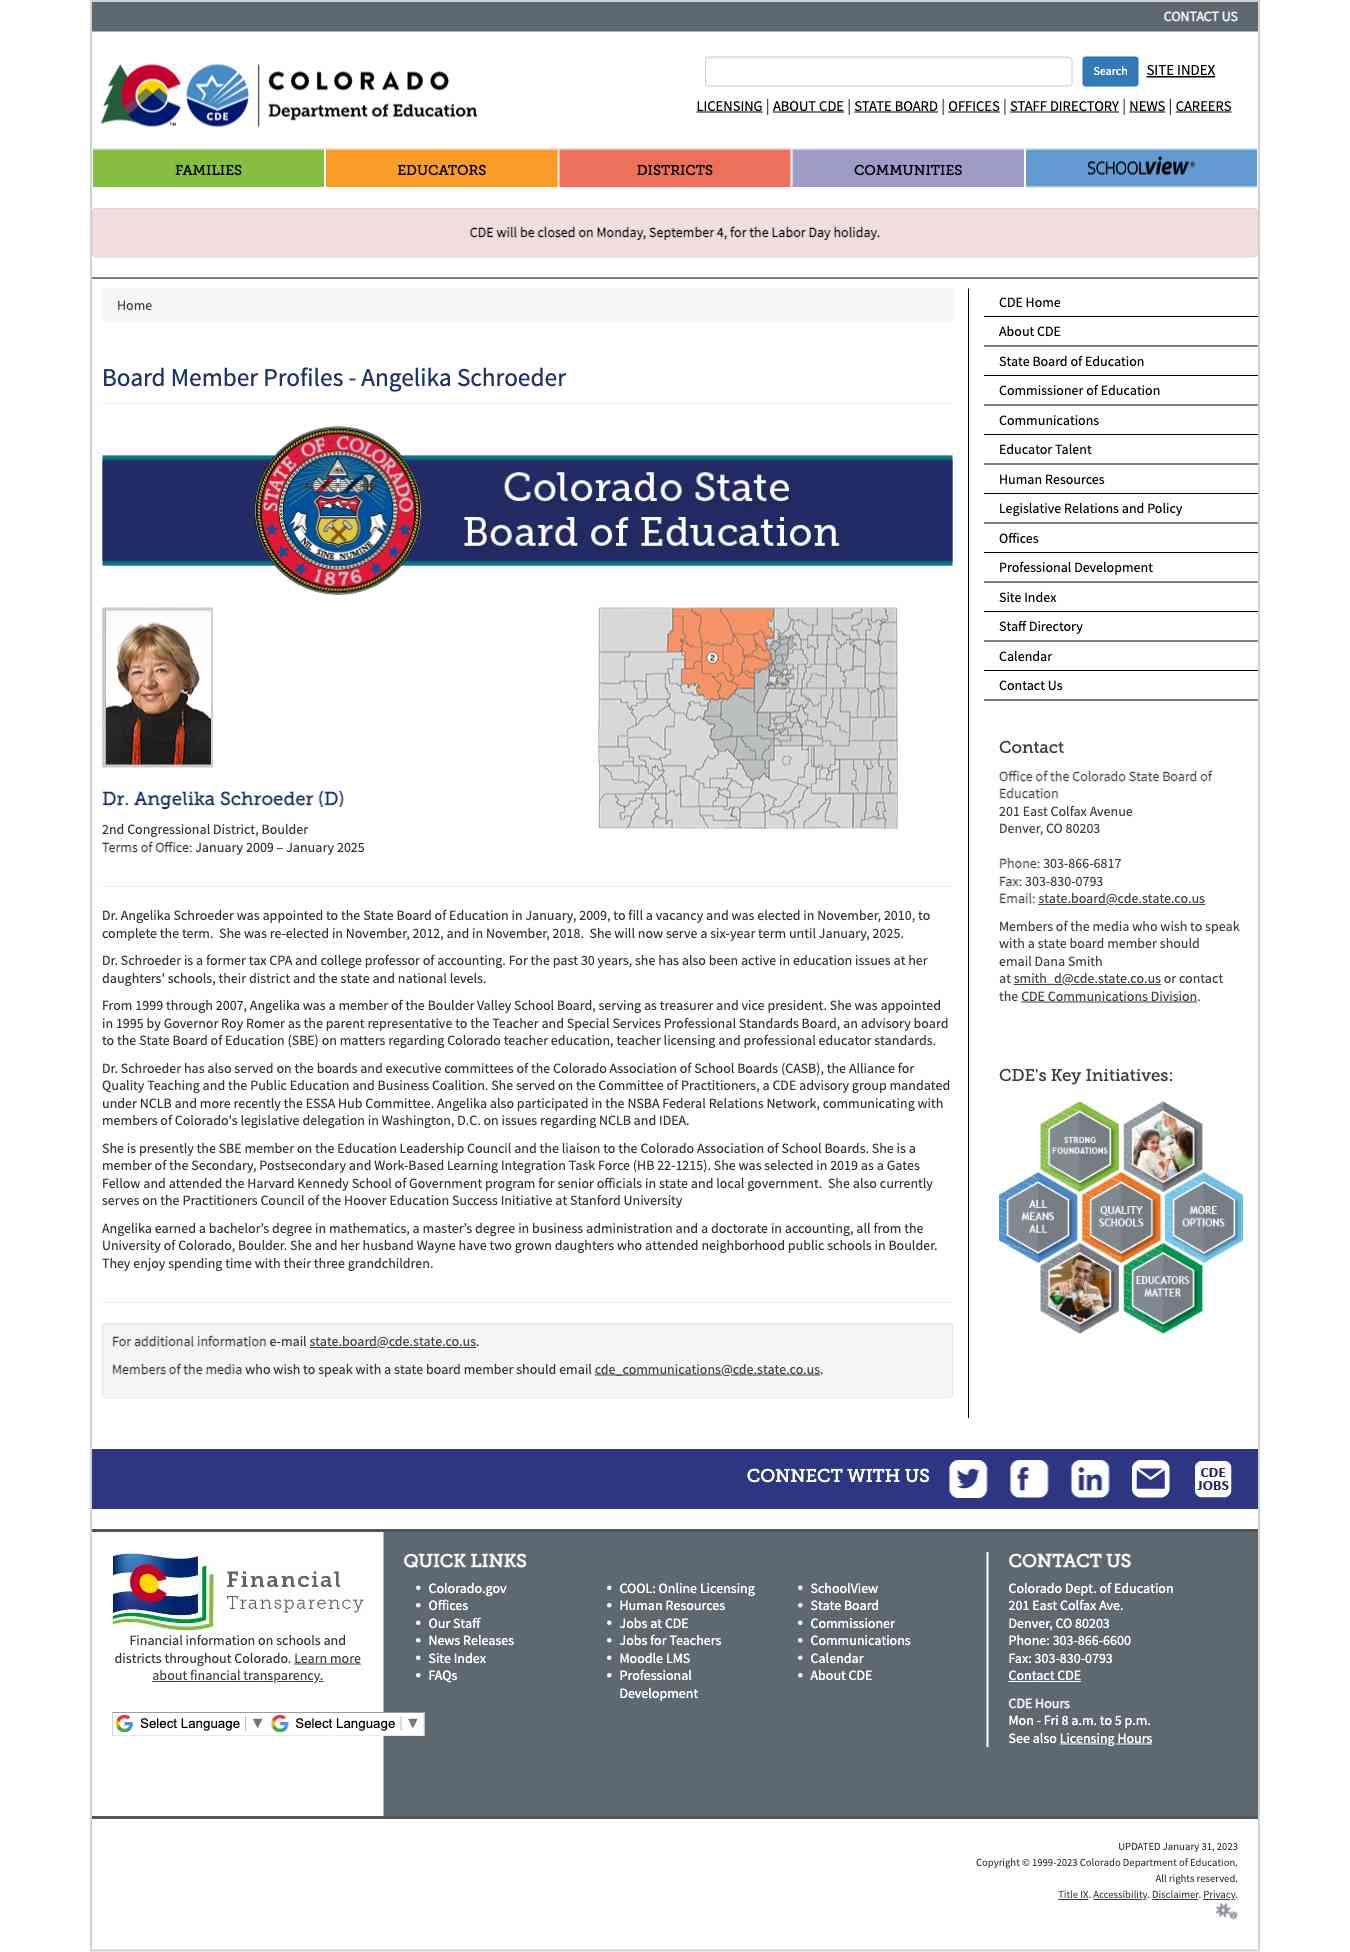 CONTACT US
CDE
TM
COLORADO
Department of Education
Search
SITE INDEX
LICENSING | ABOUT CDE | STATE BOARD | OFFICES | STAFF DIRECTORY | NEWS | CAREERS
FAMILIES
EDUCATORS
DISTRICTS
COMMUNITIES
SCHOOLview®
CDE will be closed on Monday, September 4, for the Labor Day holiday.
Home
Board Member Profiles - Angelika Schroeder
STATE OF COLORADO
NIL SINE NUMINE
1876
Colorado State
Board of Education
2
Dr. Angelika Schroeder (D)
2nd Congressional District, Boulder
Terms of Office: January 2009 – January 2025
Dr. Angelika Schroeder was appointed to the State Board of Education in January, 2009, to fill a vacancy and was elected in November, 2010, to
complete the term.  She was re-elected in November, 2012, and in November, 2018.  She will now serve a six-year term until January, 2025.
Dr. Schroeder is a former tax CPA and college professor of accounting. For the past 30 years, she has also been active in education issues at her
daughters' schools, their district and the state and national levels.
From 1999 through 2007, Angelika was a member of the Boulder Valley School Board, serving as treasurer and vice president. She was appointed
in 1995 by Governor Roy Romer as the parent representative to the Teacher and Special Services Professional Standards Board, an advisory board
to the State Board of Education (SBE) on matters regarding Colorado teacher education, teacher licensing and professional educator standards.
Dr. Schroeder has also served on the boards and executive committees of the Colorado Association of School Boards (CASB), the Alliance for
Quality Teaching and the Public Education and Business Coalition. She served on the Committee of Practitioners, a CDE advisory group mandated
under NCLB and more recently the ESSA Hub Committee. Angelika also participated in the NSBA Federal Relations Network, communicating with
members of Colorado's legislative delegation in Washington, D.C. on issues regarding NCLB and IDEA.
She is presently the SBE member on the Education Leadership Council and the liaison to the Colorado Association of School Boards. She is a
member of the Secondary, Postsecondary and Work-Based Learning Integration Task Force (HB 22-1215). She was selected in 2019 as a Gates
Fellow and attended the Harvard Kennedy School of Government program for senior officials in state and local government.  She also currently
serves on the Practitioners Council of the Hoover Education Success Initiative at Stanford University
Angelika earned a bachelor’s degree in mathematics, a master’s degree in business administration and a doctorate in accounting, all from the
University of Colorado, Boulder. She and her husband Wayne have two grown daughters who attended neighborhood public schools in Boulder.
They enjoy spending time with their three grandchildren.
For additional information e-mail state.board@cde.state.co.us.
Members of the media who wish to speak with a state board member should email cde_communications@cde.state.co.us.
CDE Home
About CDE
State Board of Education
Commissioner of Education
Communications
Educator Talent
Human Resources
Legislative Relations and Policy
Offices
Professional Development
Site Index
Staff Directory
Calendar
Contact Us
Contact
Office of the Colorado State Board of
Education
201 East Colfax Avenue
Denver, CO 80203
Phone: 303-866-6817
Fax: 303-830-0793
Email: state.board@cde.state.co.us
Members of the media who wish to speak
with a state board member should
email Dana Smith
at smith_d@cde.state.co.us or contact
the CDE Communications Division.
CDE's Key Initiatives:
STRONG
FOUNDATIONS
ALL
MEANS
ALL
QUALITY
SCHOOLS
MORE
OPTIONS
EDUCATORS
MATTER
CONNECT WITH US
CDE
JOBS
Financial
Transparency
Financial information on schools and
districts throughout Colorado. Learn more
about financial transparency.
Select Language ▼
Select Language ▼
QUICK LINKS
Colorado.gov
Offices
Our Staff
News Releases
Site Index
FAQs
COOL: Online Licensing
Human Resources
Jobs at CDE
Jobs for Teachers
Moodle LMS
Professional
Development
SchoolView
State Board
Commissioner
Communications
Calendar
About CDE
CONTACT US
Colorado Dept. of Education
201 East Colfax Ave.
Denver, CO 80203
Phone: 303-866-6600
Fax: 303-830-0793
Contact CDE
CDE Hours
Mon - Fri 8 a.m. to 5 p.m.
See also Licensing Hours
UPDATED January 31, 2023
Copyright © 1999-2023 Colorado Department of Education.
All rights reserved.
Title IX. Accessibility. Disclaimer. Privacy.